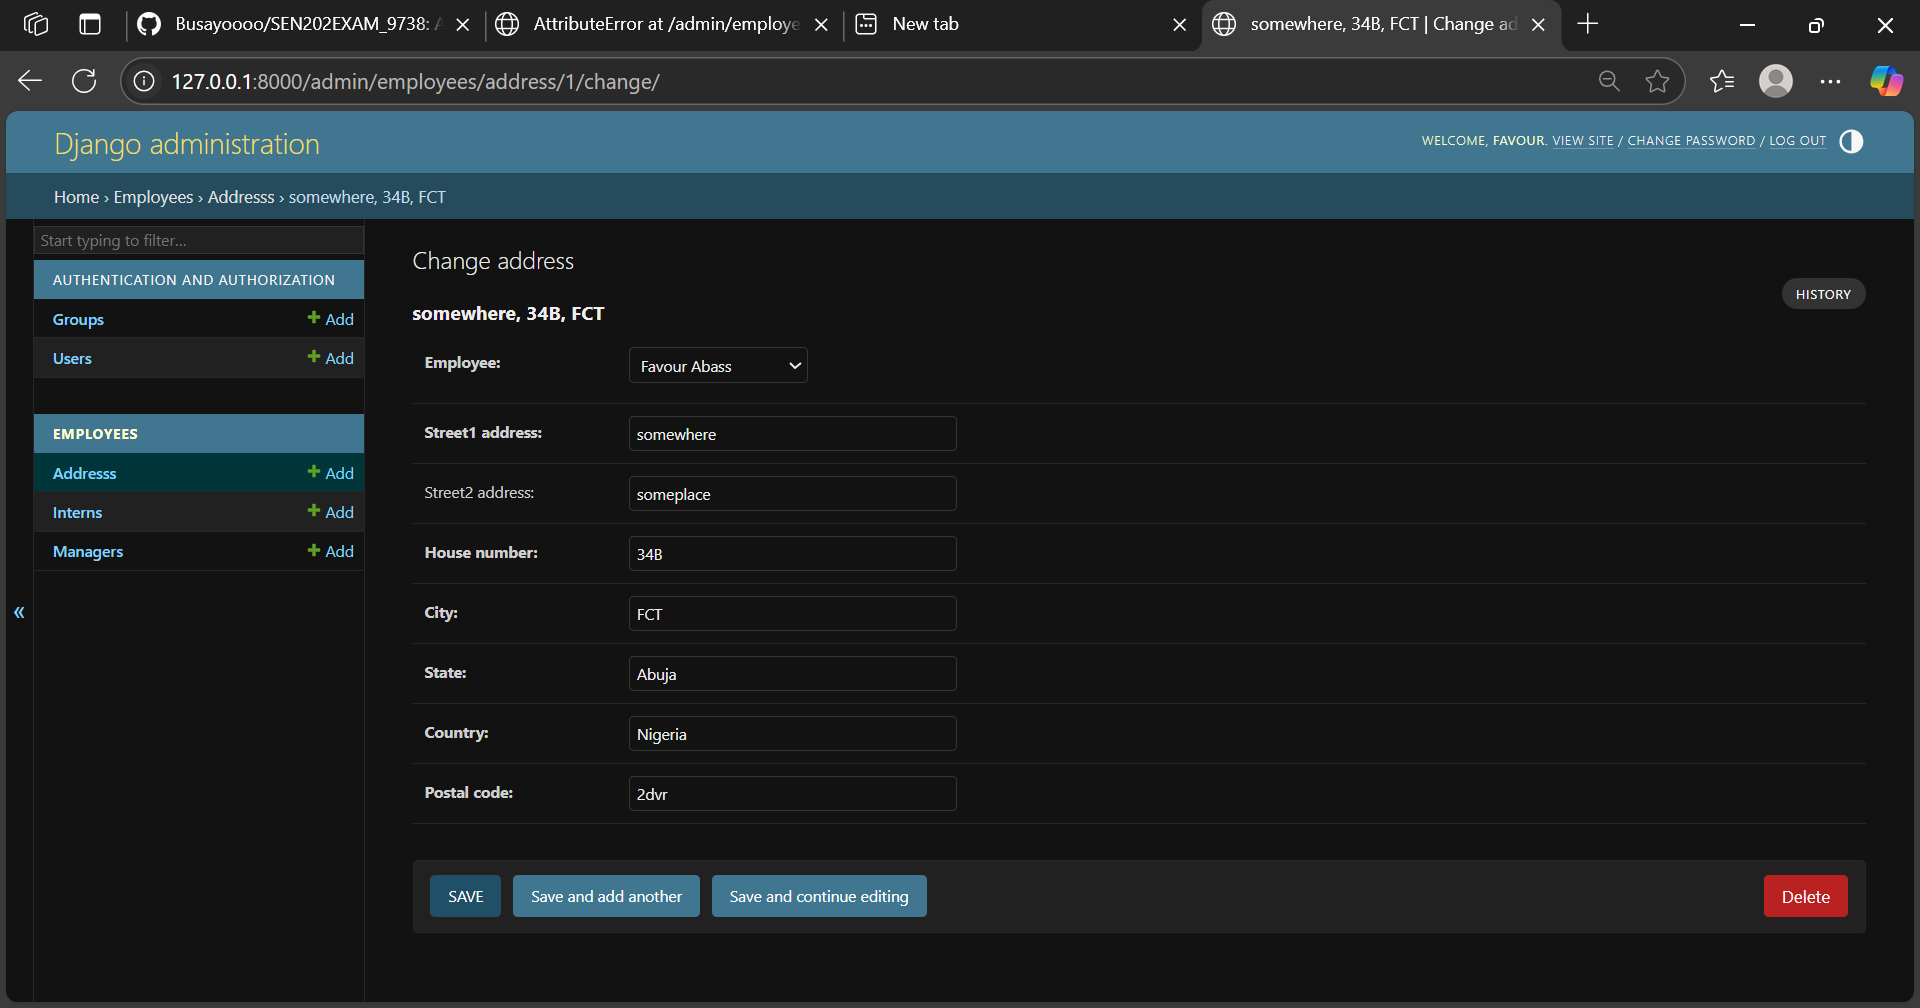 Busayoooo/SEN202EXAM_9738: A
AttributeError at /admin/employe
New tab
somewhere, 34B, FCT | Change ad
127.0.0.1:8000/admin/employees/address/1/change/
Django administration
WELCOME, FAVOUR. VIEW SITE / CHANGE PASSWORD / LOG OUT
Home › Employees › Addresss › somewhere, 34B, FCT
Start typing to filter...
AUTHENTICATION AND AUTHORIZATION
Groups + Add
Users + Add
EMPLOYEES
Addresss + Add
Interns + Add
Managers + Add
«
Change address
HISTORY
somewhere, 34B, FCT
Employee: Favour Abass
Street1 address: somewhere
Street2 address: someplace
House number: 34B
City: FCT
State: Abuja
Country: Nigeria
Postal code: 2dvr
SAVE
Save and add another
Save and continue editing
Delete